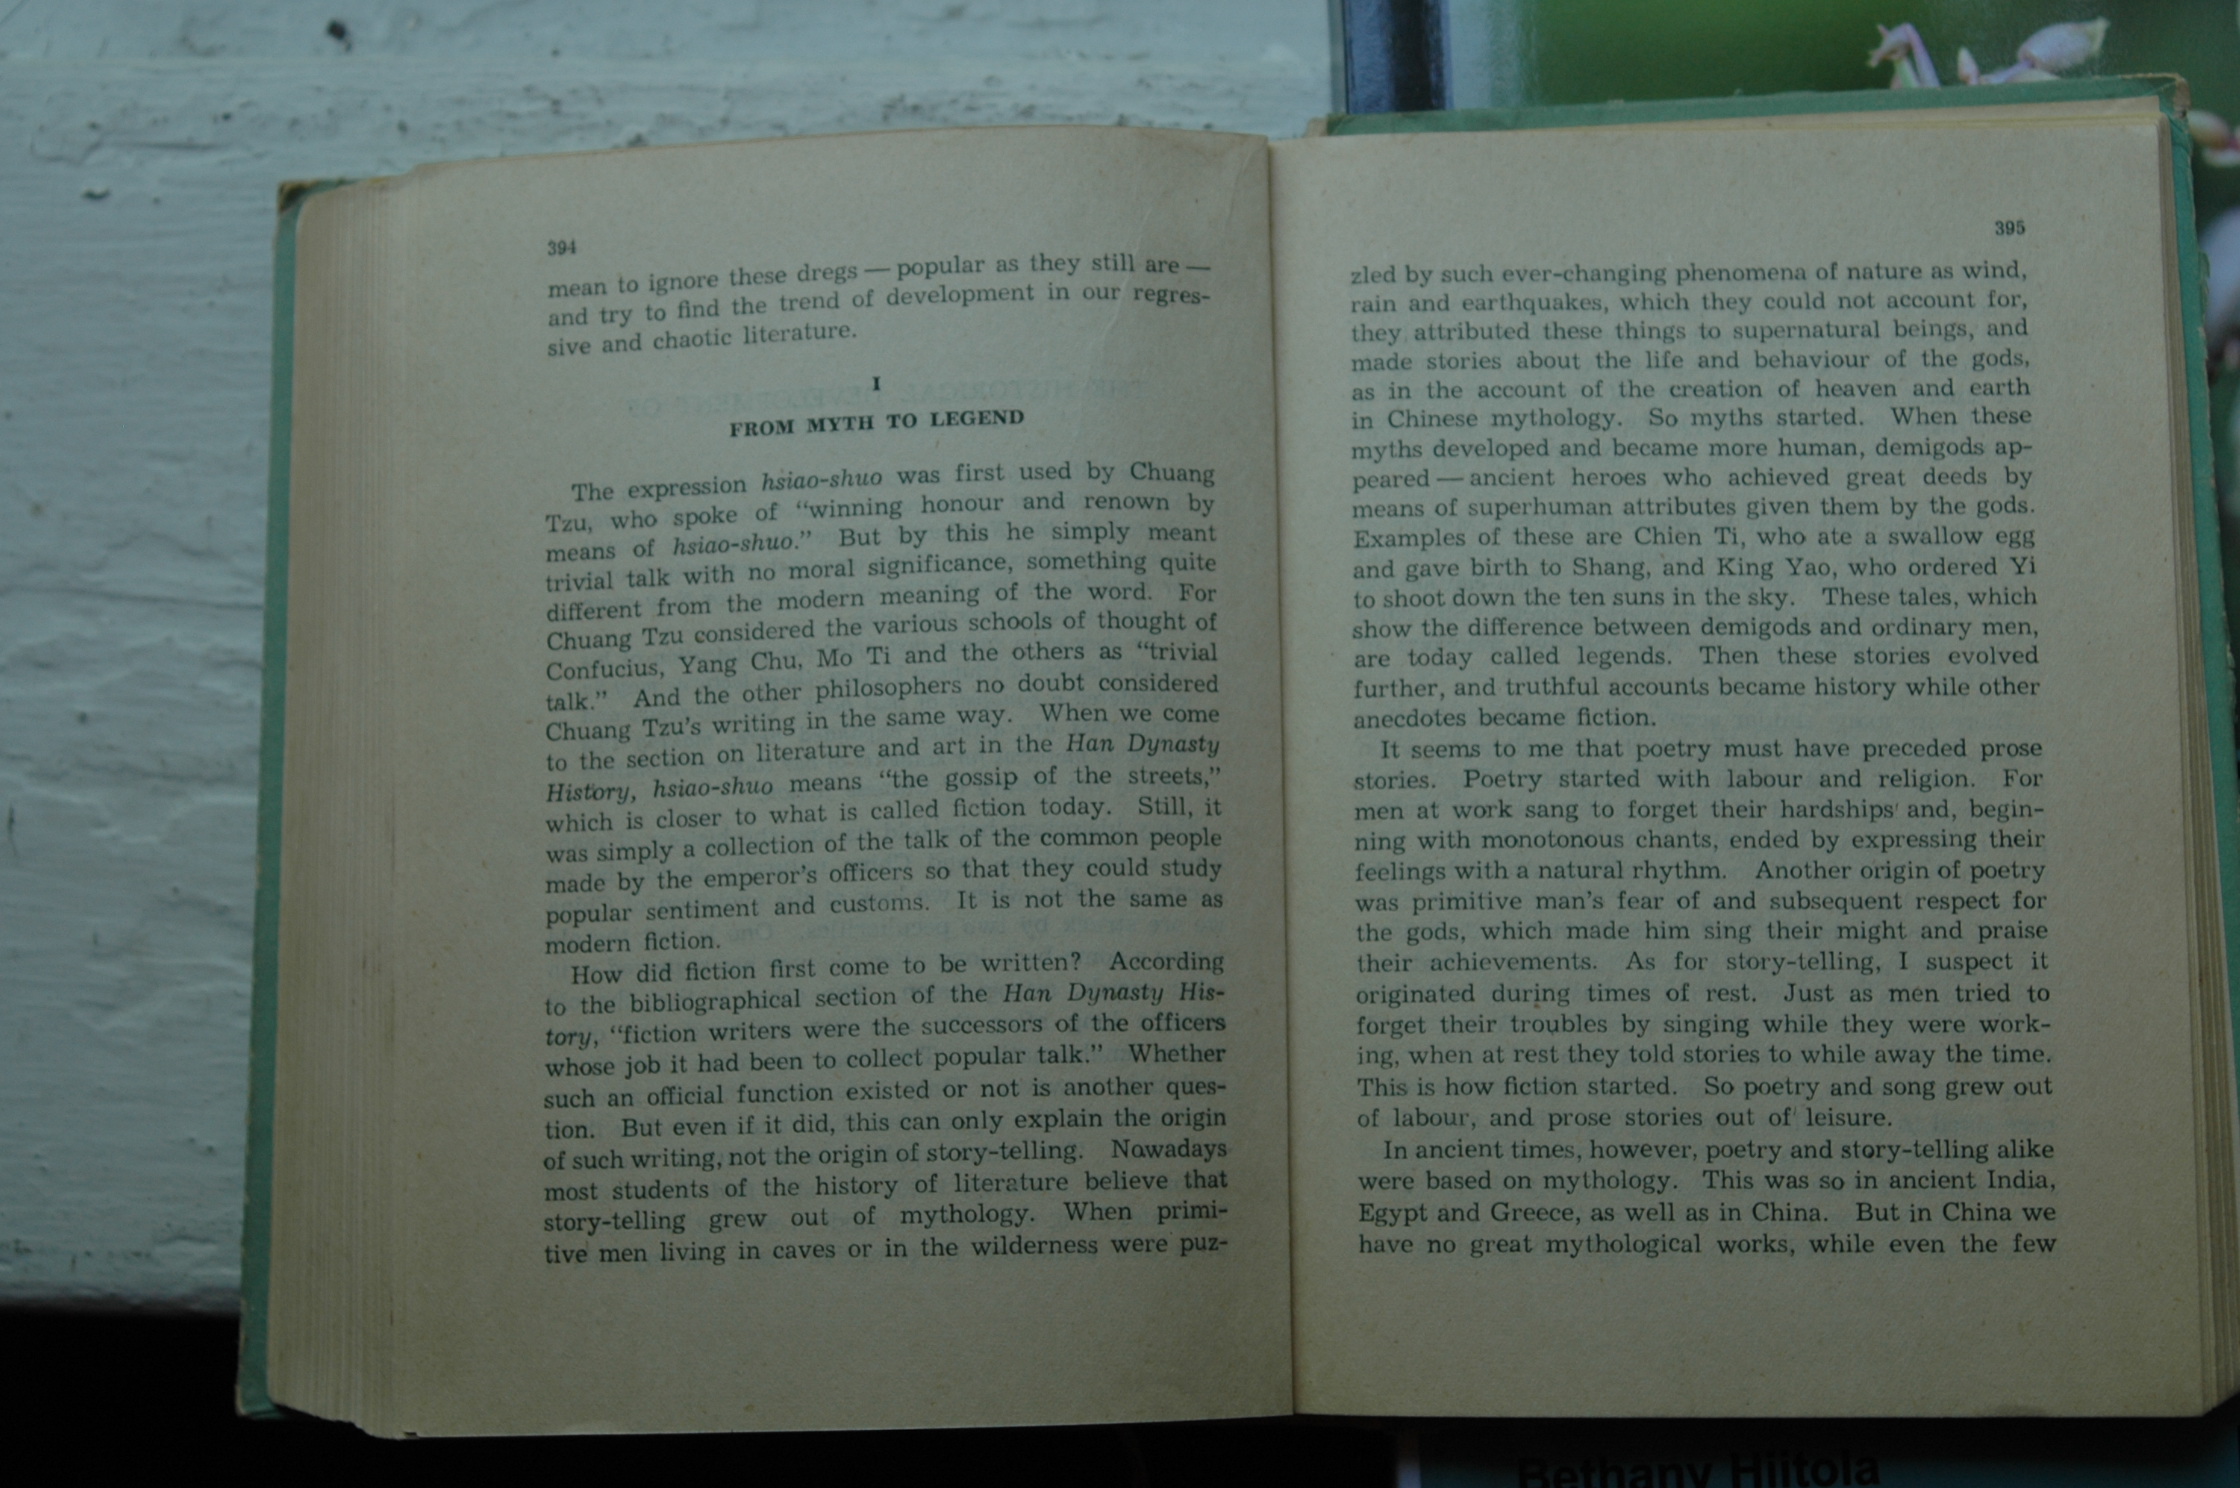 394
mean to ignore these dregs — popular as they still are —
and try to find the trend of development in our regres-
sive and chaotic literature.
I
FROM MYTH TO LEGEND
The expression hsiao-shuo was first used by Chuang
Tzu, who spoke of “winning honour and renown by
means of hsiao-shuo.” But by this he simply meant
trivial talk with no moral significance, something quite
different from the modern meaning of the word. For
Chuang Tzu considered the various schools of thought of
Confucius, Yang Chu, Mo Ti and the others as “trivial
talk.” And the other philosophers no doubt considered
Chuang Tzu’s writing in the same way. When we come
to the section on literature and art in the Han Dynasty
History, hsiao-shuo means “the gossip of the streets,”
which is closer to what is called fiction today. Still, it
was simply a collection of the talk of the common people
made by the emperor’s officers so that they could study
popular sentiment and customs. It is not the same as
modern fiction.
How did fiction first come to be written? According
to the bibliographical section of the Han Dynasty His-
tory, “fiction writers were the successors of the officers
whose job it had been to collect popular talk.” Whether
such an official function existed or not is another ques-
tion. But even if it did, this can only explain the origin
of such writing, not the origin of story-telling. Nowadays
most students of the history of literature believe that
story-telling grew out of mythology. When primi-
tive men living in caves or in the wilderness were puz-
395
zled by such ever-changing phenomena of nature as wind,
rain and earthquakes, which they could not account for,
they attributed these things to supernatural beings, and
made stories about the life and behaviour of the gods,
as in the account of the creation of heaven and earth
in Chinese mythology. So myths started. When these
myths developed and became more human, demigods ap-
peared — ancient heroes who achieved great deeds by
means of superhuman attributes given them by the gods.
Examples of these are Chien Ti, who ate a swallow egg
and gave birth to Shang, and King Yao, who ordered Yi
to shoot down the ten suns in the sky. These tales, which
show the difference between demigods and ordinary men,
are today called legends. Then these stories evolved
further, and truthful accounts became history while other
anecdotes became fiction.
It seems to me that poetry must have preceded prose
stories. Poetry started with labour and religion. For
men at work sang to forget their hardships and, begin-
ning with monotonous chants, ended by expressing their
feelings with a natural rhythm. Another origin of poetry
was primitive man’s fear of and subsequent respect for
the gods, which made him sing their might and praise
their achievements. As for story-telling, I suspect it
originated during times of rest. Just as men tried to
forget their troubles by singing while they were work-
ing, when at rest they told stories to while away the time.
This is how fiction started. So poetry and song grew out
of labour, and prose stories out of leisure.
In ancient times, however, poetry and story-telling alike
were based on mythology. This was so in ancient India,
Egypt and Greece, as well as in China. But in China we
have no great mythological works, while even the few
Bethany Hiitola